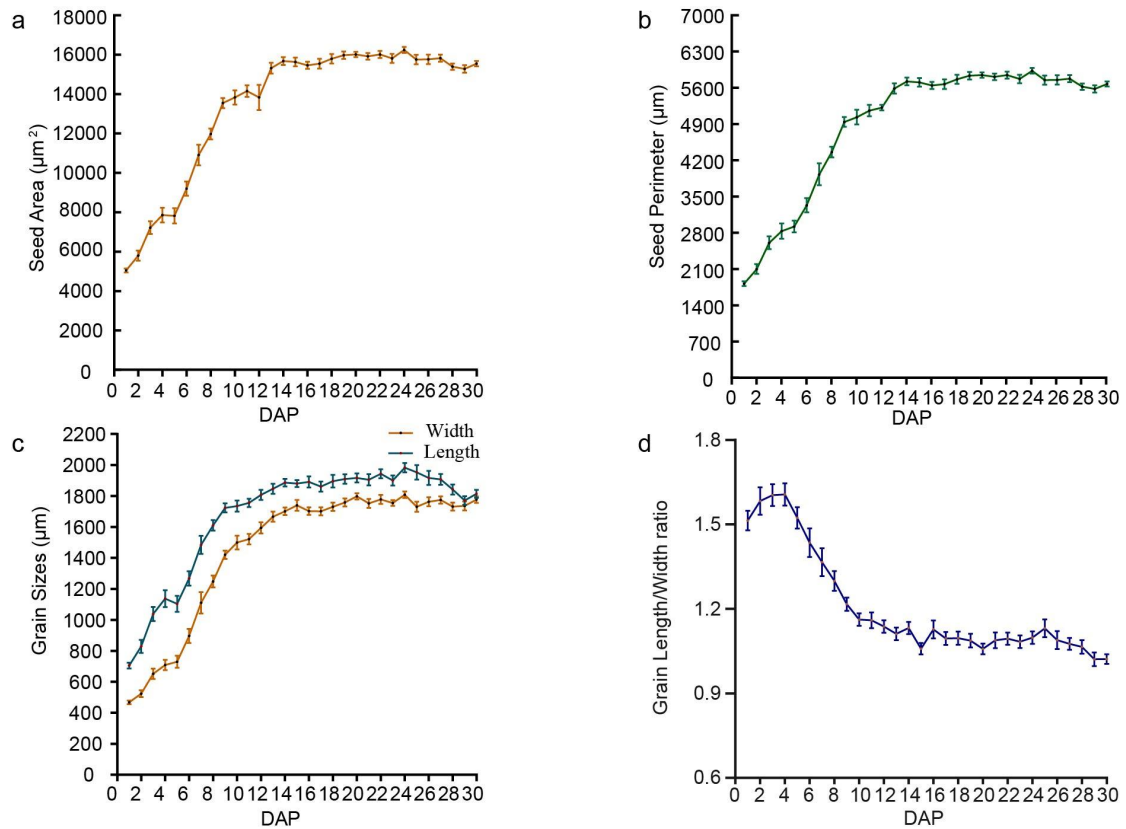 a
18000
16000
14000
12000
10000
8000
6000
4000
2000
0
Seed Area (μm²)
0 2 4 6 8 10 12 14 16 18 20 22 24 26 28 30
DAP
b
7000
6300
5600
4900
4200
3500
2800
2100
1400
700
0
Seed Perimeter (μm)
0 2 4 6 8 10 12 14 16 18 20 22 24 26 28 30
DAP
c
Width
Length
2200
2000
1800
1600
1400
1200
1000
800
600
400
200
0
Grain Sizes (μm)
0 2 4 6 8 10 12 14 16 18 20 22 24 26 28 30
DAP
d
1.8
1.5
1.2
0.9
0.6
Grain Length/Width ratio
0 2 4 6 8 10 12 14 16 18 20 22 24 26 28 30
DAP